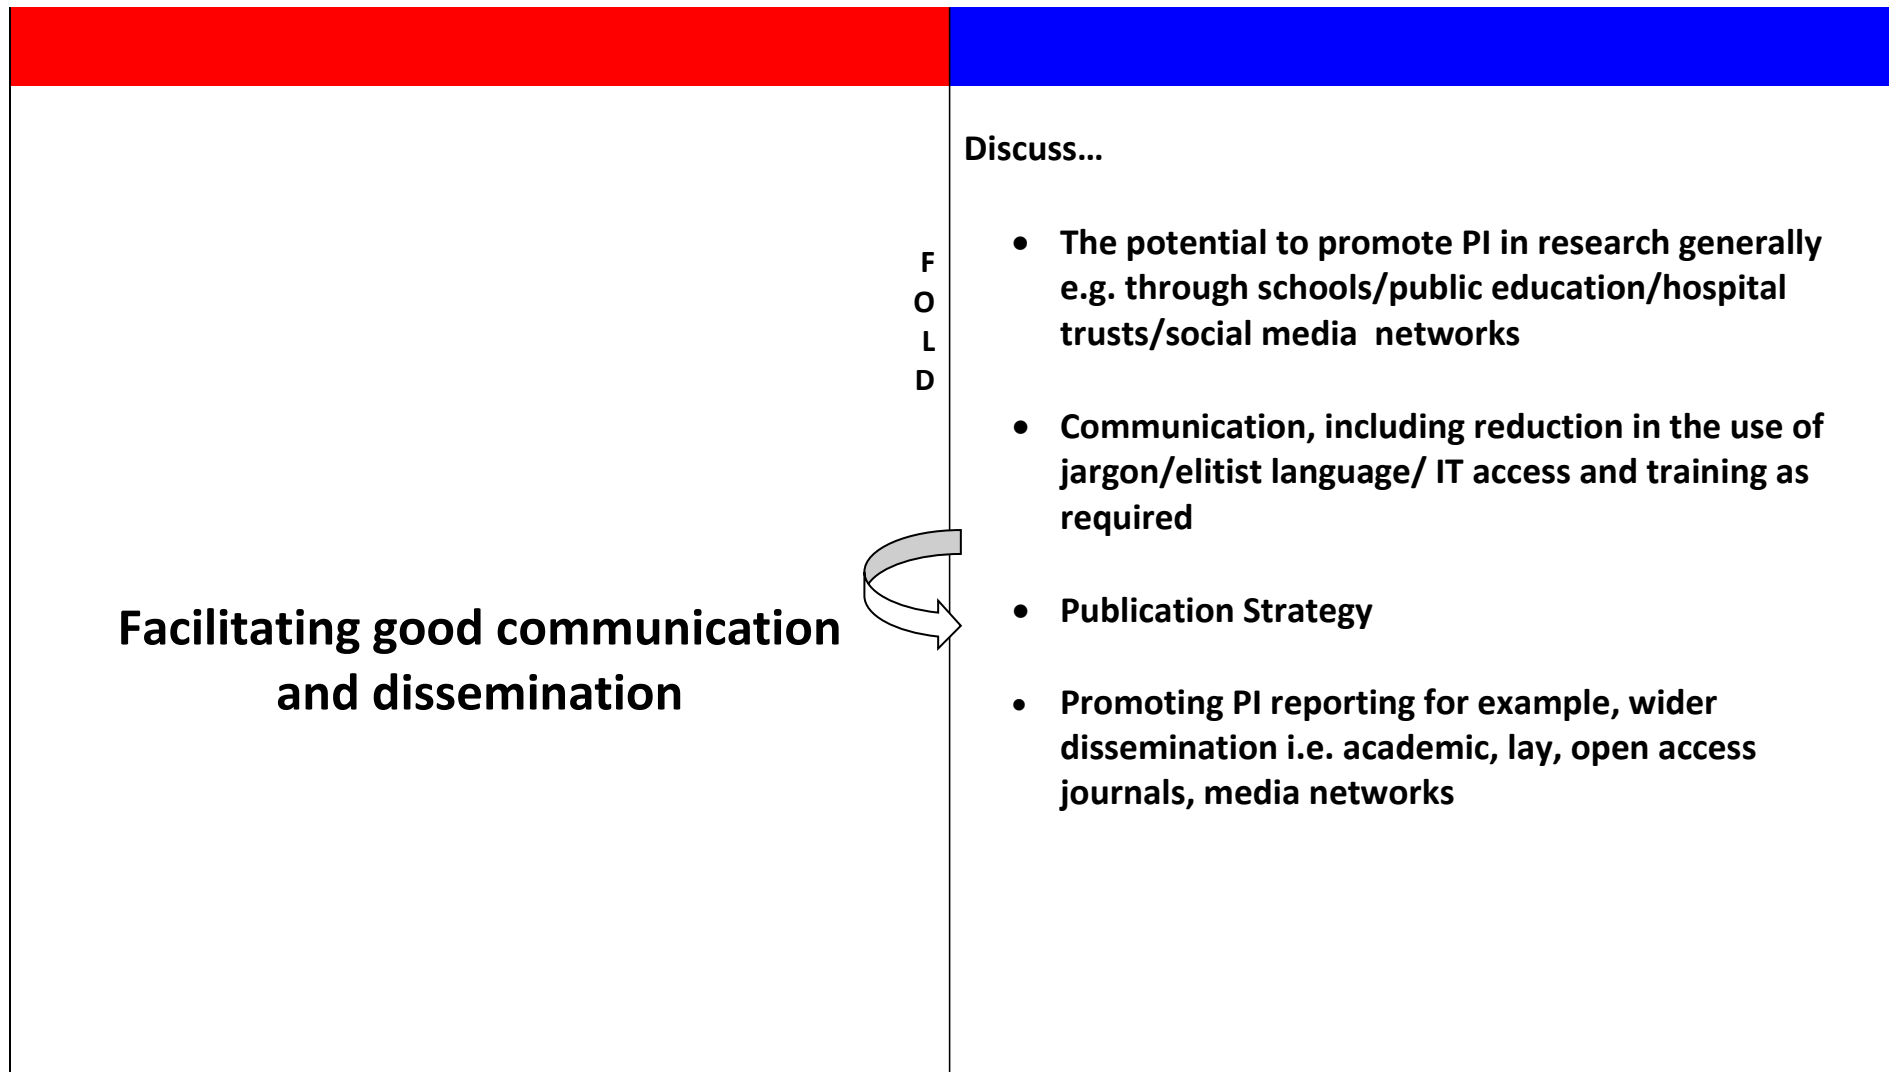 Facilitating good communication
and dissemination
F
O
L
D
Discuss…
• The potential to promote PI in research generally
e.g. through schools/public education/hospital
trusts/social media  networks
• Communication, including reduction in the use of
jargon/elitist language/ IT access and training as
required
• Publication Strategy
• Promoting PI reporting for example, wider
dissemination i.e. academic, lay, open access
journals, media networks